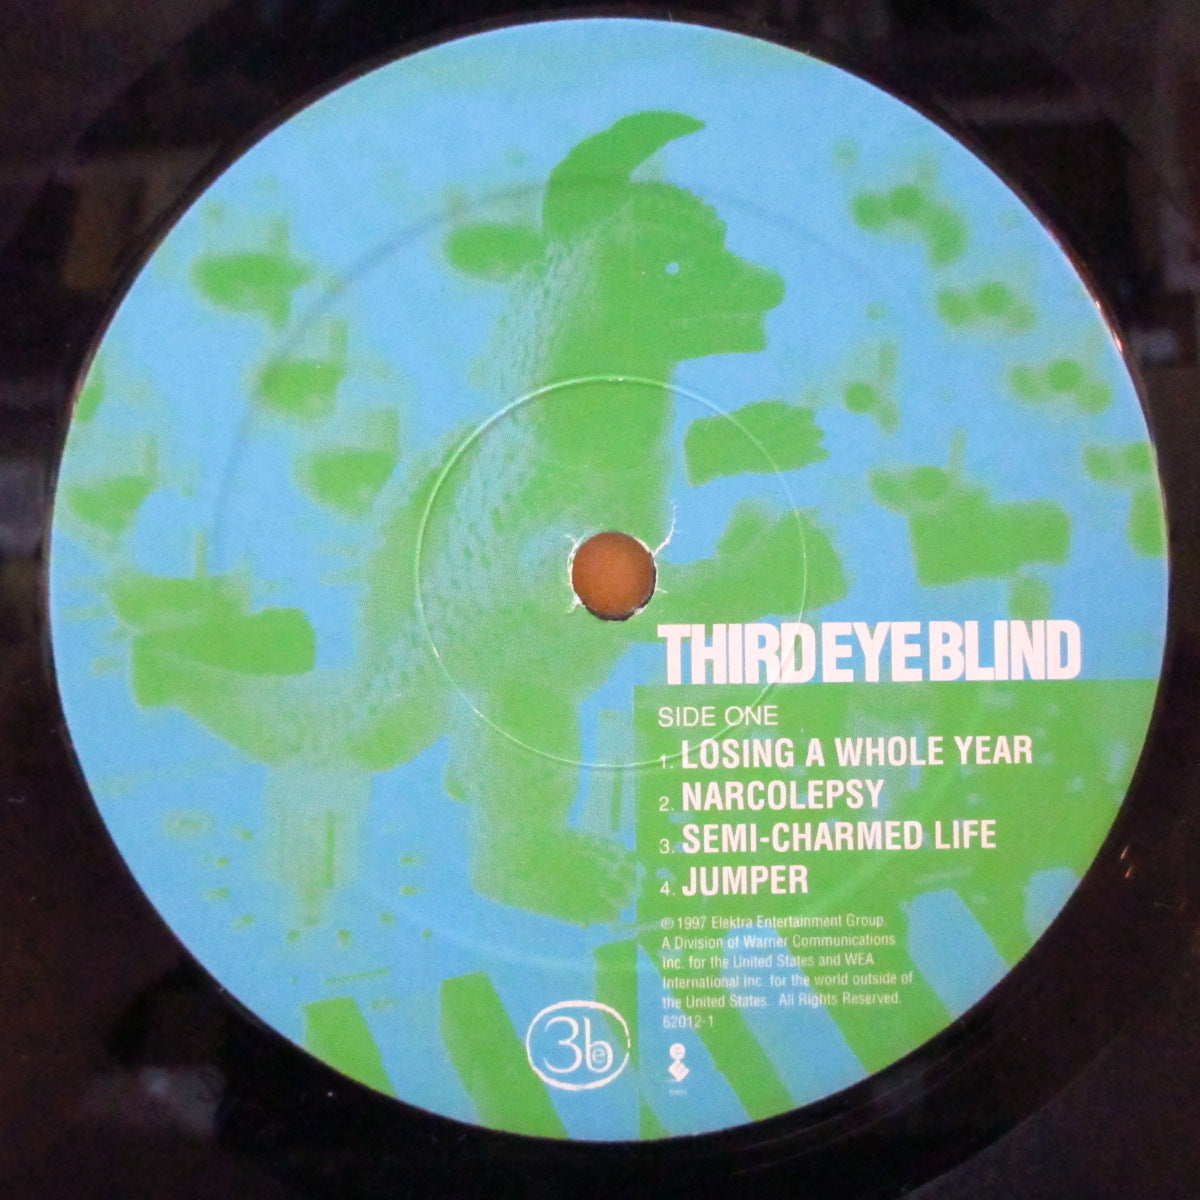 THIRD EYE BLIND
SIDE ONE
1. LOSING A WHOLE YEAR
2. NARCOLEPSY
3. SEMI-CHARMED LIFE
4. JUMPER
℗ 1997 Elektra Entertainment Group,
A Division of Warner Communications
Inc. for the United States and WEA
International Inc. for the world outside of
the United States. All Rights Reserved.
62012-1
3eb